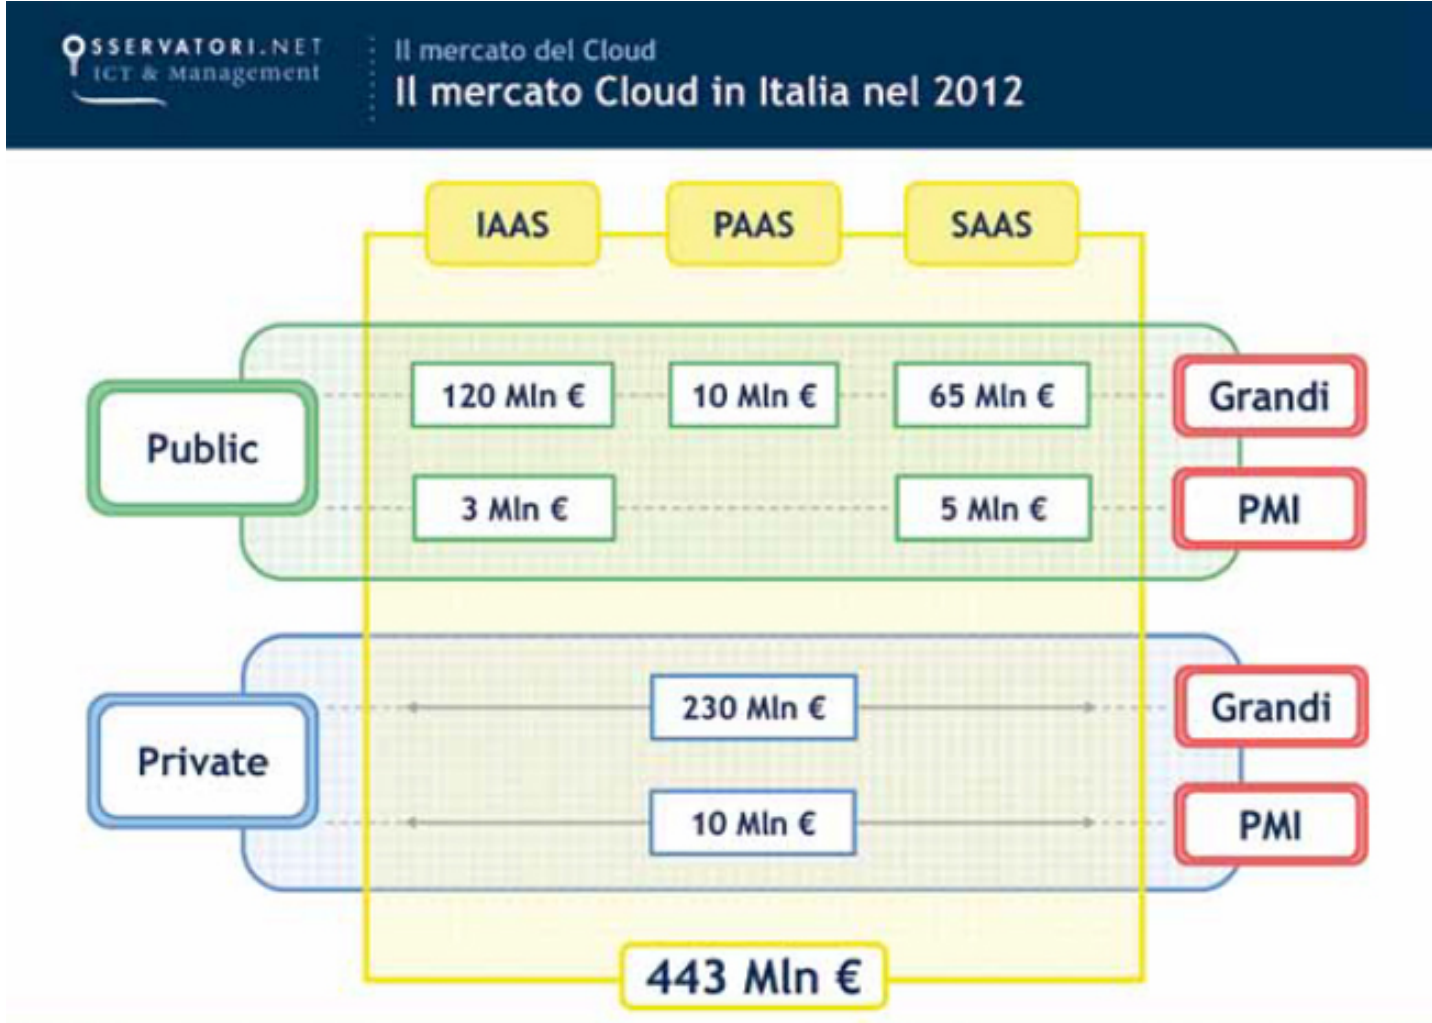 OSSERVATORI.NET
ICT & Management
Il mercato del Cloud
Il mercato Cloud in Italia nel 2012
IAAS PAAS SAAS
Public
120 Mln € 10 Mln € 65 Mln € Grandi
3 Mln € 5 Mln € PMI
Private
230 Mln € Grandi
10 Mln € PMI
443 Mln €